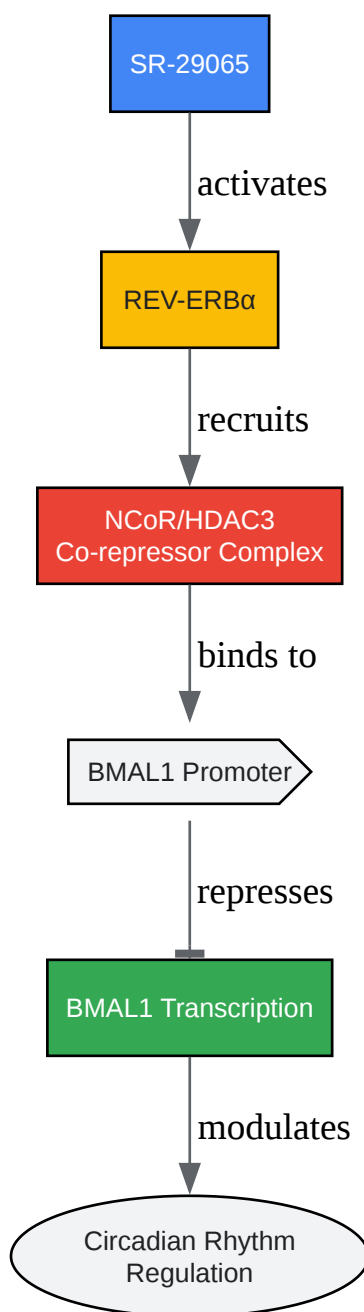 SR-29065
activates
REV-ERBα
recruits
NCoR/HDAC3
Co-repressor Complex
binds to
BMAL1 Promoter
represses
BMAL1 Transcription
modulates
Circadian Rhythm
Regulation